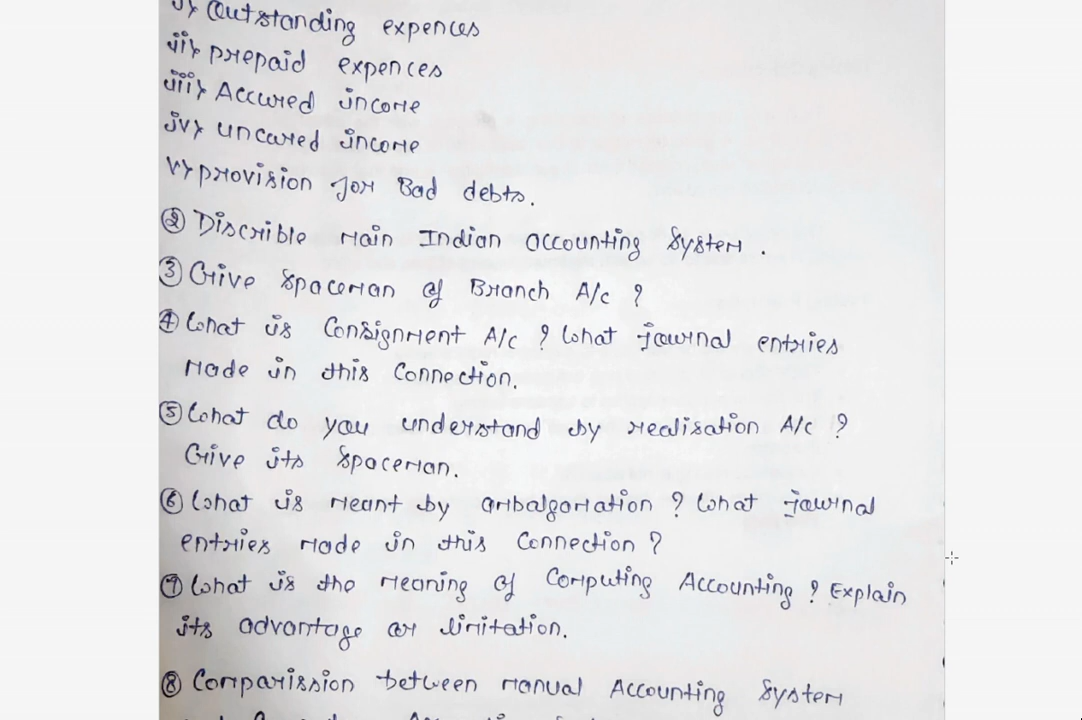 i) Outstanding expences
ii) prepaid expences
iii) Accured income
iv) uncured income
v) provision for Bad debts.
② Discrible main Indian accounting system.
③ Give spaceman of Branch A/c ?
④ What is Consignment A/c ? What journal entries
made in this Connection.
⑤ What do you understand by realisation A/c ?
Give its spaceman.
⑥ What is meant by ambalgamation ? What journal
entries made in this Connection ?
⑦ What is the meaning of Computing Accounting ? Explain
its advantage or limitation.
⑧ Comparission between manual Accounting System